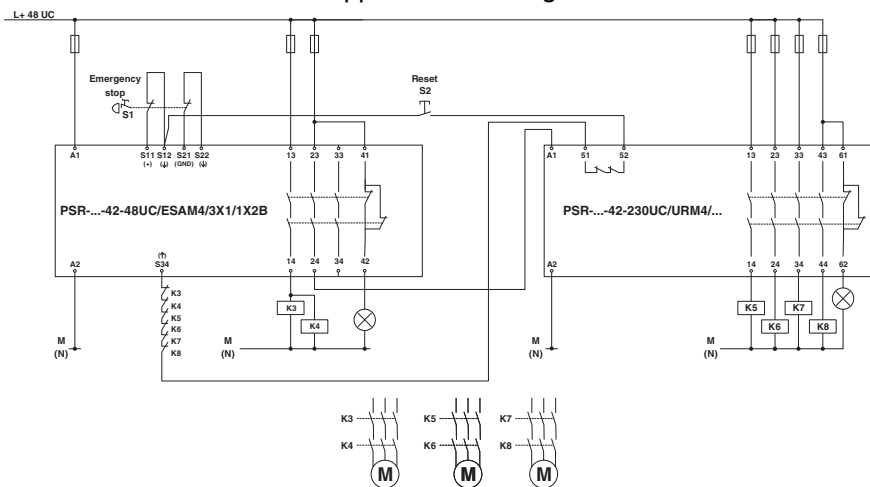 L+ 48 UC
Emergency
stop
S1
Reset
S2
A1
S11
(+)
S12
(↓)
S21
(GND)
S22
(↓)
13
23
33
41
A1
51
52
13
23
33
43
61
PSR-...-42-48UC/ESAM4/3X1/1X2B
PSR-...-42-230UC/URM4/...
A2
(↑)
S34
14
24
34
42
A2
14
24
34
44
62
K3
K4
K5
K6
K7
K8
K3
K4
K5
K6
K7
K8
M
(N)
M
(N)
M
(N)
M
(N)
K3
K4
K5
K6
K7
K8
M
M
M